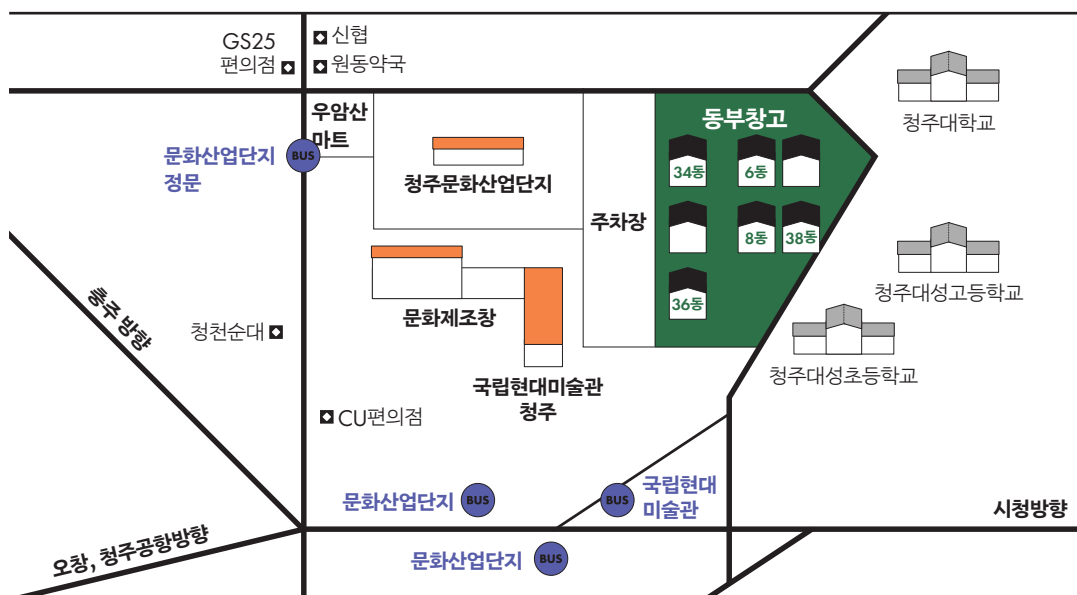 GS25
편의점
신협
원동약국
우암산
마트
문화산업단지
정문
BUS
청주문화산업단지
주차장
동부창고
34동
6동
8동
38동
36동
청주대학교
청주대성고등학교
청주대성초등학교
문화제조창
국립현대미술관
청주
충주 방향
청천순대
CU편의점
문화산업단지
BUS
BUS
국립현대
미술관
시청방향
오창, 청주공항방향
문화산업단지
BUS